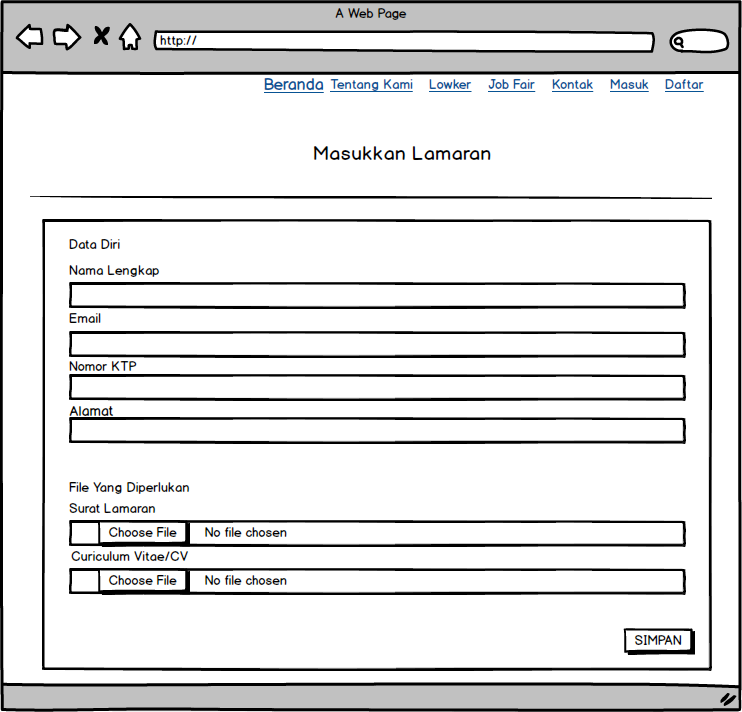 A Web Page
http://
Beranda Tentang Kami Lowker Job Fair Kontak Masuk Daftar
Masukkan Lamaran
Data Diri
Nama Lengkap
Email
Nomor KTP
Alamat
File Yang Diperlukan
Surat Lamaran
Choose File No file chosen
Curiculum Vitae/CV
Choose File No file chosen
SIMPAN